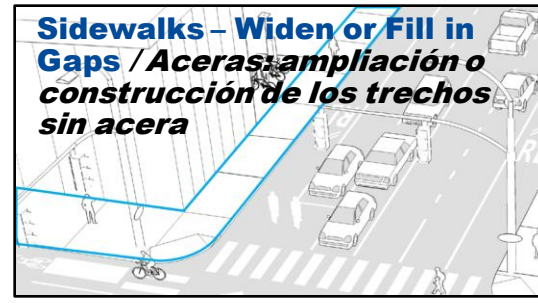 Sidewalks – Widen or Fill in
Gaps / Aceras: ampliación o
construcción de los trechos
sin acera